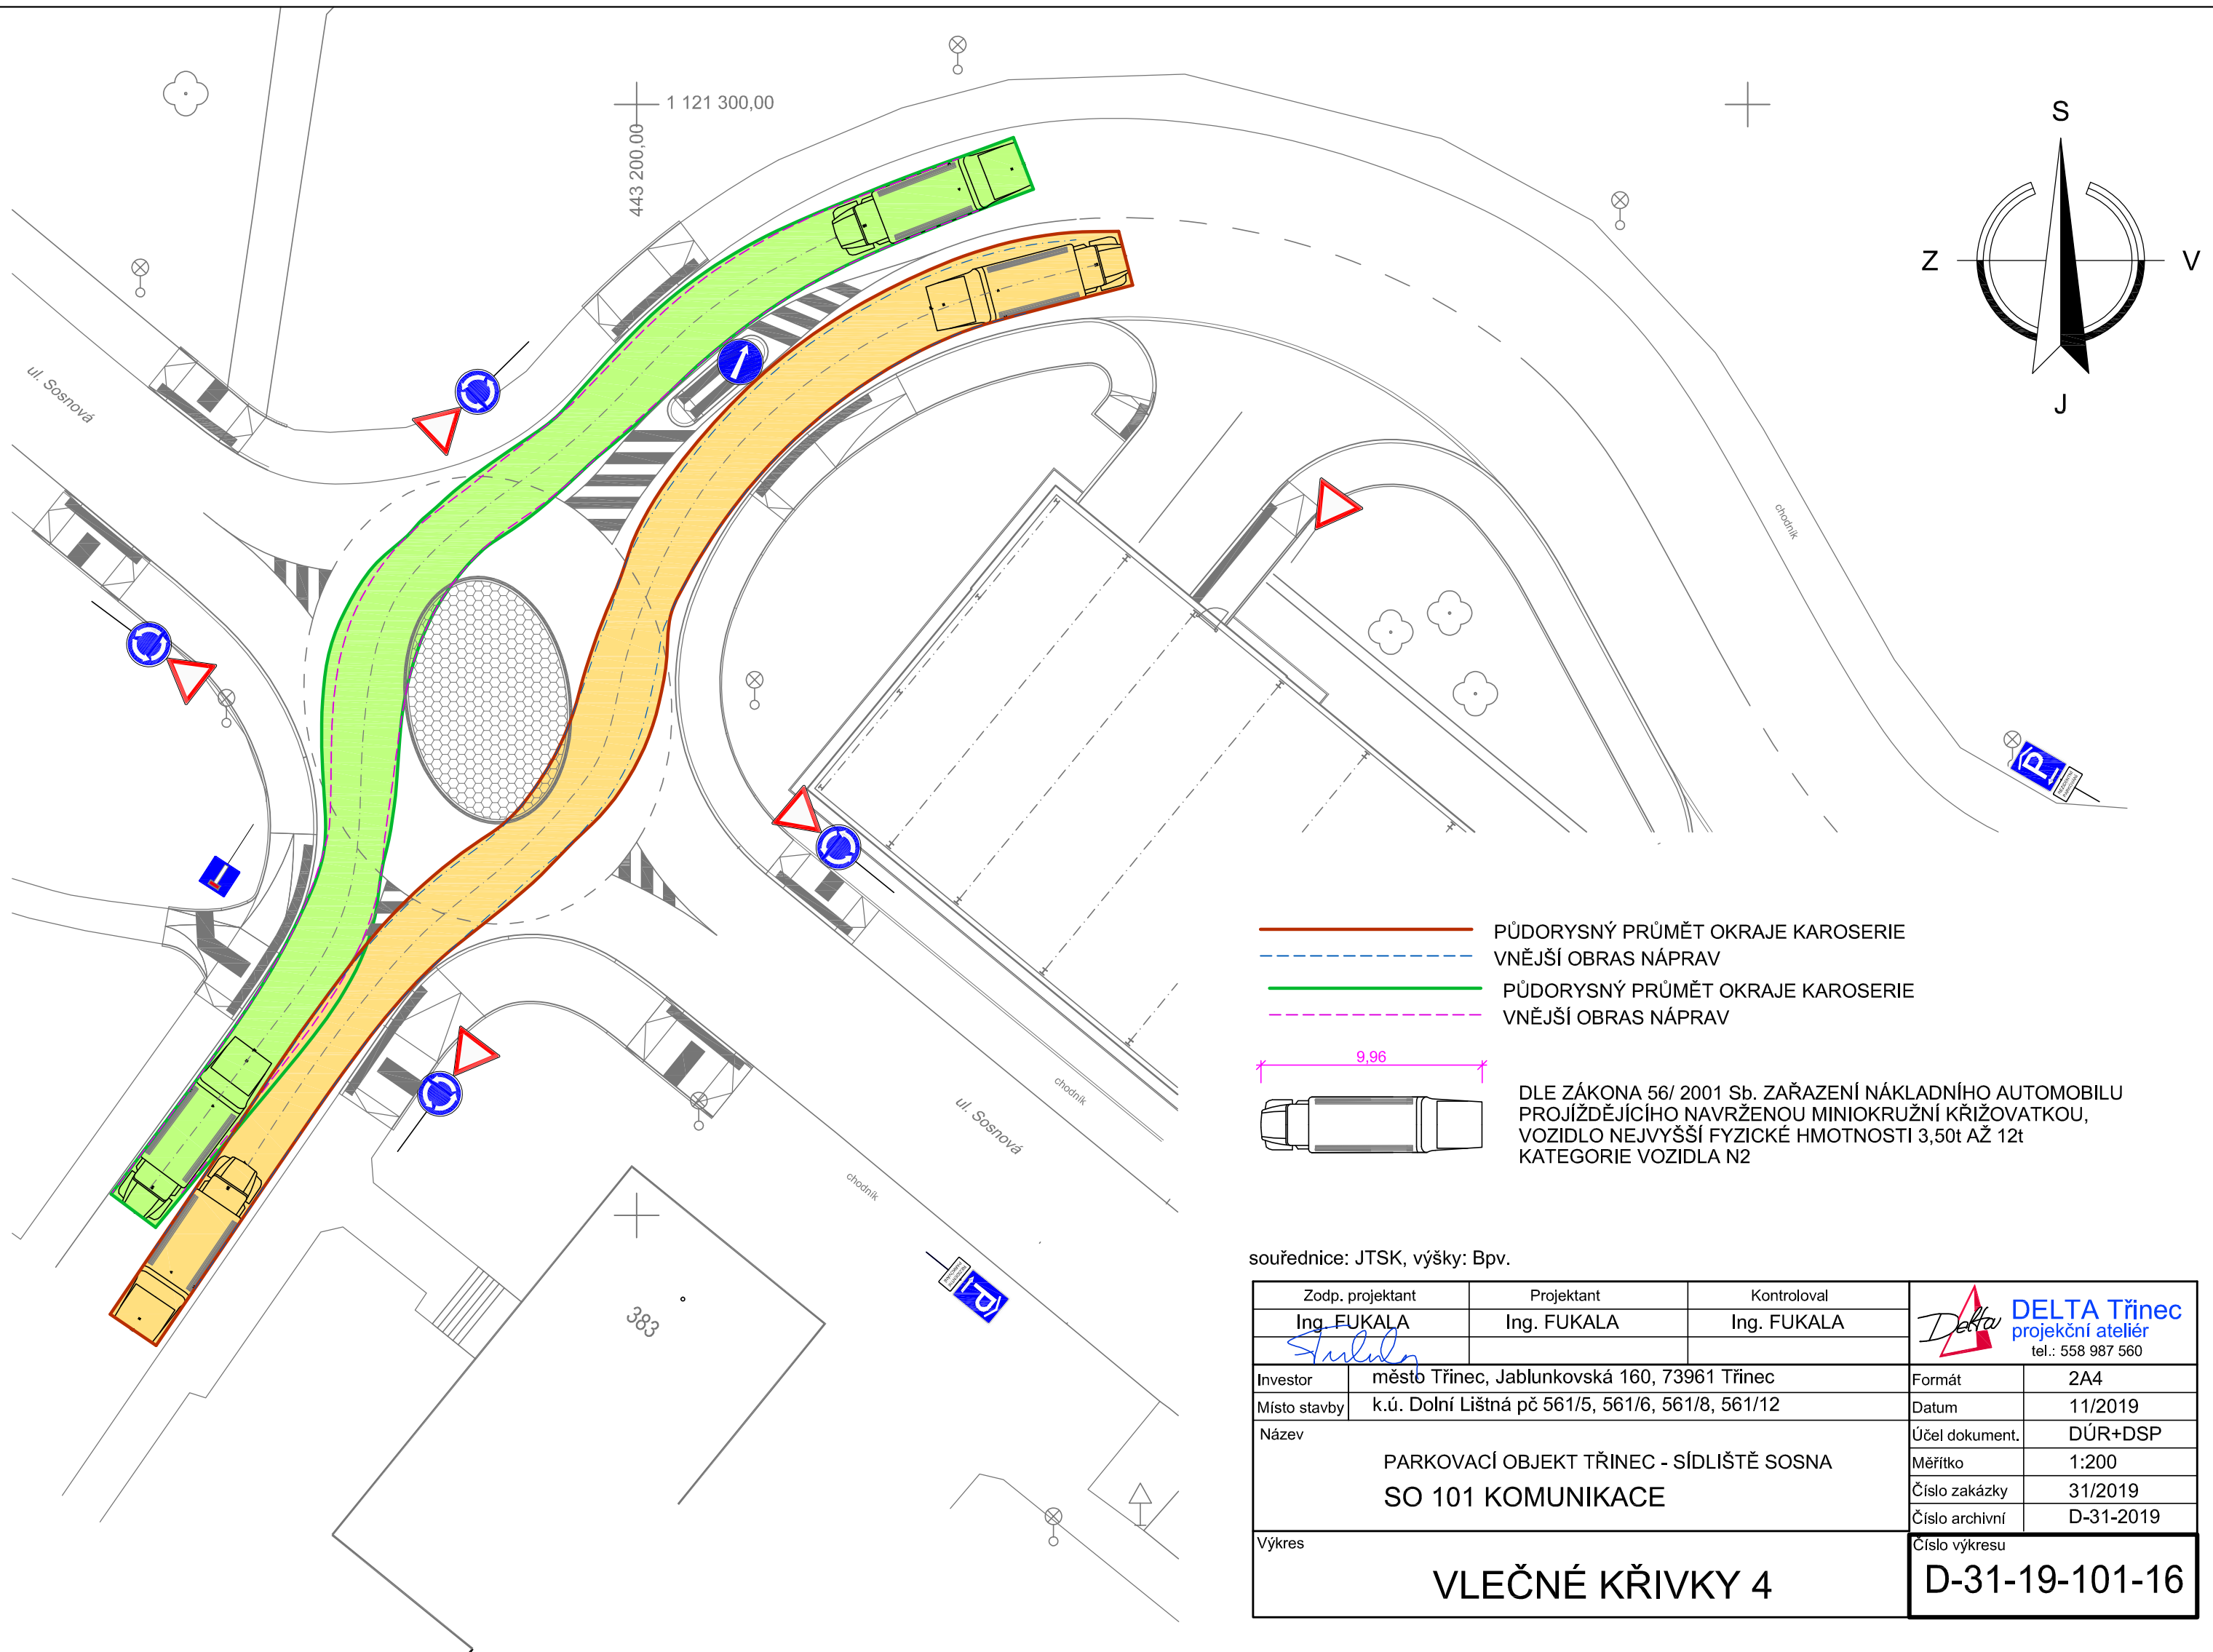 1 121 300,00
443 200,00
S
Z
V
J
ul. Sosnová
chodník
P
PŮDORYSNÝ PRŮMĚT OKRAJE KAROSERIE
VNĚJŠÍ OBRAS NÁPRAV
PŮDORYSNÝ PRŮMĚT OKRAJE KAROSERIE
VNĚJŠÍ OBRAS NÁPRAV
9,96
DLE ZÁKONA 56/ 2001 Sb. ZAŘAZENÍ NÁKLADNÍHO AUTOMOBILU
PROJÍŽDĚJÍCÍHO NAVRŽENOU MINIOKRUŽNÍ KŘIŽOVATKOU,
VOZIDLO NEJVYŠŠÍ FYZICKÉ HMOTNOSTI 3,50t AŽ 12t
KATEGORIE VOZIDLA N2
chodník
ul. Sosnová
chodník
P
383
souřednice: JTSK, výšky: Bpv.
Zodp. projektant
Projektant
Kontroloval
Ing. FUKALA
Ing. FUKALA
Ing. FUKALA
Delta
DELTA Třinec
projekční ateliér
tel.: 558 987 560
Investor
město Třinec, Jablunkovská 160, 73961 Třinec
Místo stavby
k.ú. Dolní Lištná pč 561/5, 561/6, 561/8, 561/12
Název
PARKOVACÍ OBJEKT TŘINEC - SÍDLIŠTĚ SOSNA
SO 101 KOMUNIKACE
Formát 2A4
Datum 11/2019
Účel dokument. DÚR+DSP
Měřítko 1:200
Číslo zakázky 31/2019
Číslo archivní D-31-2019
Výkres
VLEČNÉ KŘIVKY 4
Číslo výkresu
D-31-19-101-16